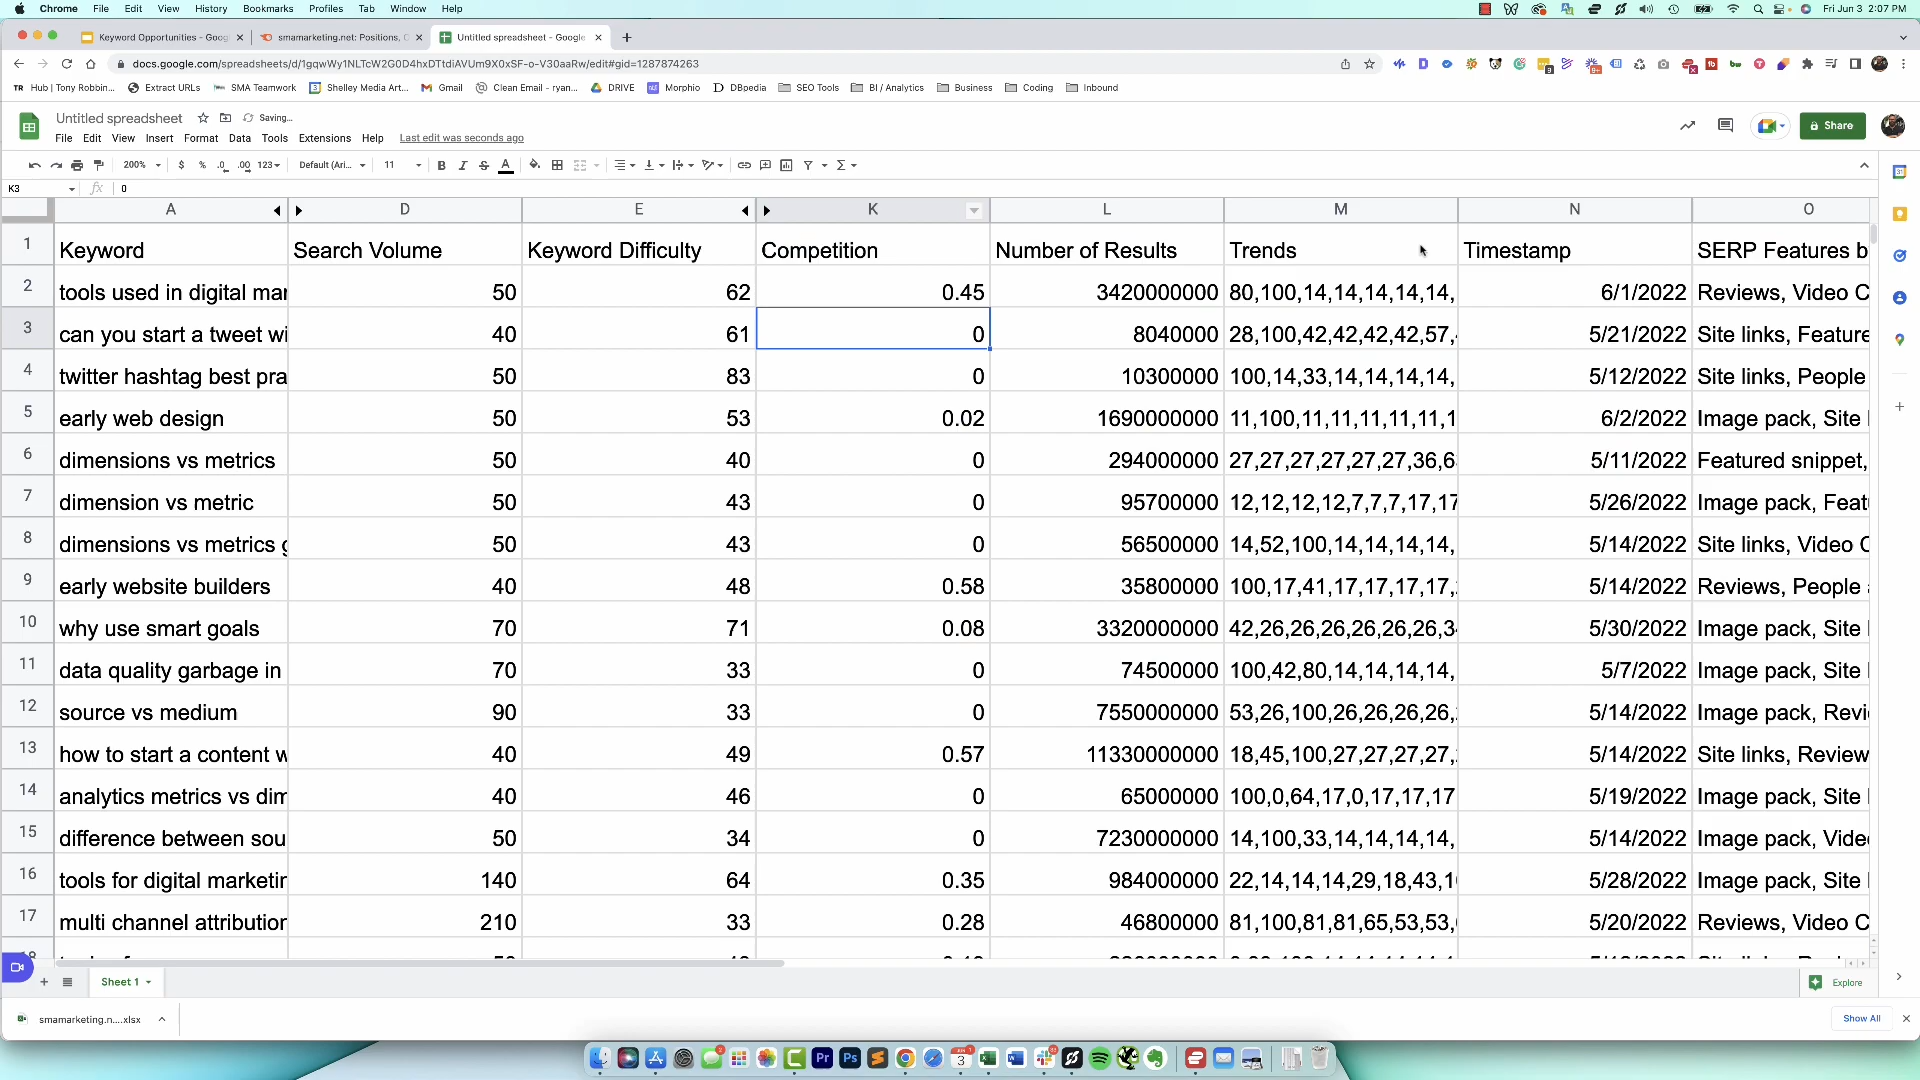 Chrome File Edit View History Bookmarks Profiles Tab Window Help Fri Jun 3 2:07 PM
Keyword Opportunities - Goog smamarketing.net: Positions, Untitled spreadsheet - Google
docs.google.com/spreadsheets/d/1gqwWy1NLTcW2G0D4hxDTtdiAVUm9X0xSF-o-V30aaRw/edit#gid=1287874263
Hub | Tony Robbin... Extract URLs SMA Teamwork Shelley Media Art... Gmail Clean Email - ryan... DRIVE Morphio DBpedia SEO Tools BI / Analytics Business Coding Inbound
Untitled spreadsheet Saving...
File Edit View Insert Format Data Tools Extensions Help Last edit was seconds ago
Share
200% $ % .0 .00 123 Default (Ari... 11 B I S A
K3 fx 0
A D E K L M N O
1 Keyword Search Volume Keyword Difficulty Competition Number of Results Trends Timestamp SERP Features b
2 tools used in digital mar 50 62 0.45 3420000000 80,100,14,14,14,14,14, 6/1/2022 Reviews, Video C
3 can you start a tweet wi 40 61 0 8040000 28,100,42,42,42,42,57, 5/21/2022 Site links, Feature
4 twitter hashtag best pra 50 83 0 10300000 100,14,33,14,14,14,14, 5/12/2022 Site links, People
5 early web design 50 53 0.02 1690000000 11,100,11,11,11,11,11,1 6/2/2022 Image pack, Site
6 dimensions vs metrics 50 40 0 294000000 27,27,27,27,27,27,36,6 5/11/2022 Featured snippet,
7 dimension vs metric 50 43 0 95700000 12,12,12,12,7,7,7,17,17 5/26/2022 Image pack, Feat
8 dimensions vs metrics g 50 43 0 56500000 14,52,100,14,14,14,14, 5/14/2022 Site links, Video C
9 early website builders 40 48 0.58 35800000 100,17,41,17,17,17,17, 5/14/2022 Reviews, People
10 why use smart goals 70 71 0.08 3320000000 42,26,26,26,26,26,26,3 5/30/2022 Image pack, Site
11 data quality garbage in 70 33 0 74500000 100,42,80,14,14,14,14, 5/7/2022 Image pack, Site
12 source vs medium 90 33 0 7550000000 53,26,100,26,26,26,26, 5/14/2022 Image pack, Revi
13 how to start a content w 40 49 0.57 11330000000 18,45,100,27,27,27,27, 5/14/2022 Site links, Review
14 analytics metrics vs dim 40 46 0 65000000 100,0,64,17,0,17,17,17 5/19/2022 Image pack, Site
15 difference between sou 50 34 0 7230000000 14,100,33,14,14,14,14, 5/14/2022 Image pack, Vide
16 tools for digital marketin 140 64 0.35 984000000 22,14,14,14,29,18,43,1 5/28/2022 Image pack, Site
17 multi channel attribution 210 33 0.28 46800000 81,100,81,81,65,53,53, 5/20/2022 Reviews, Video C
Sheet 1 Explore
smamarketing.n....xlsx Show All